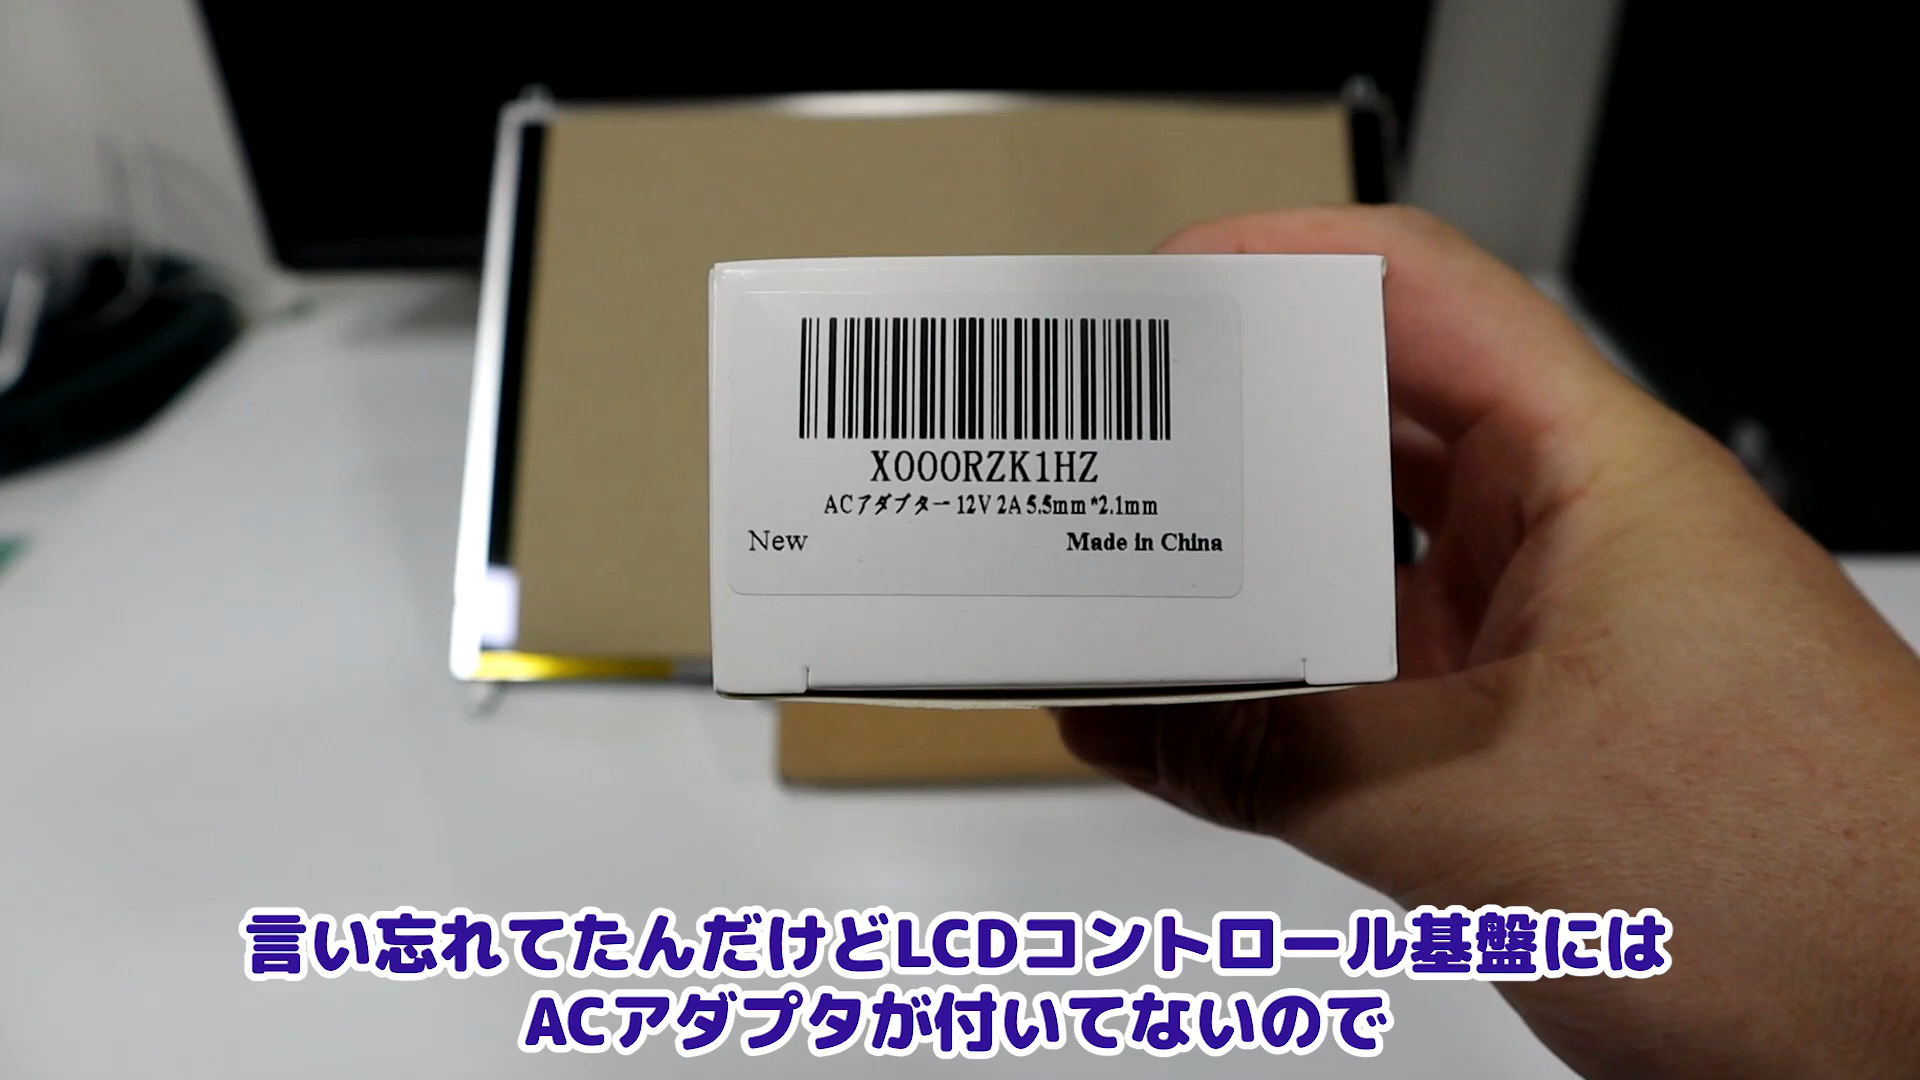 X000RZK1HZ
ACアダプター 12V 2A 5.5mm *2.1mm
New
Made in China
言い忘れてたんだけどLCDコントロール基盤には
ACアダプタが付いてないので